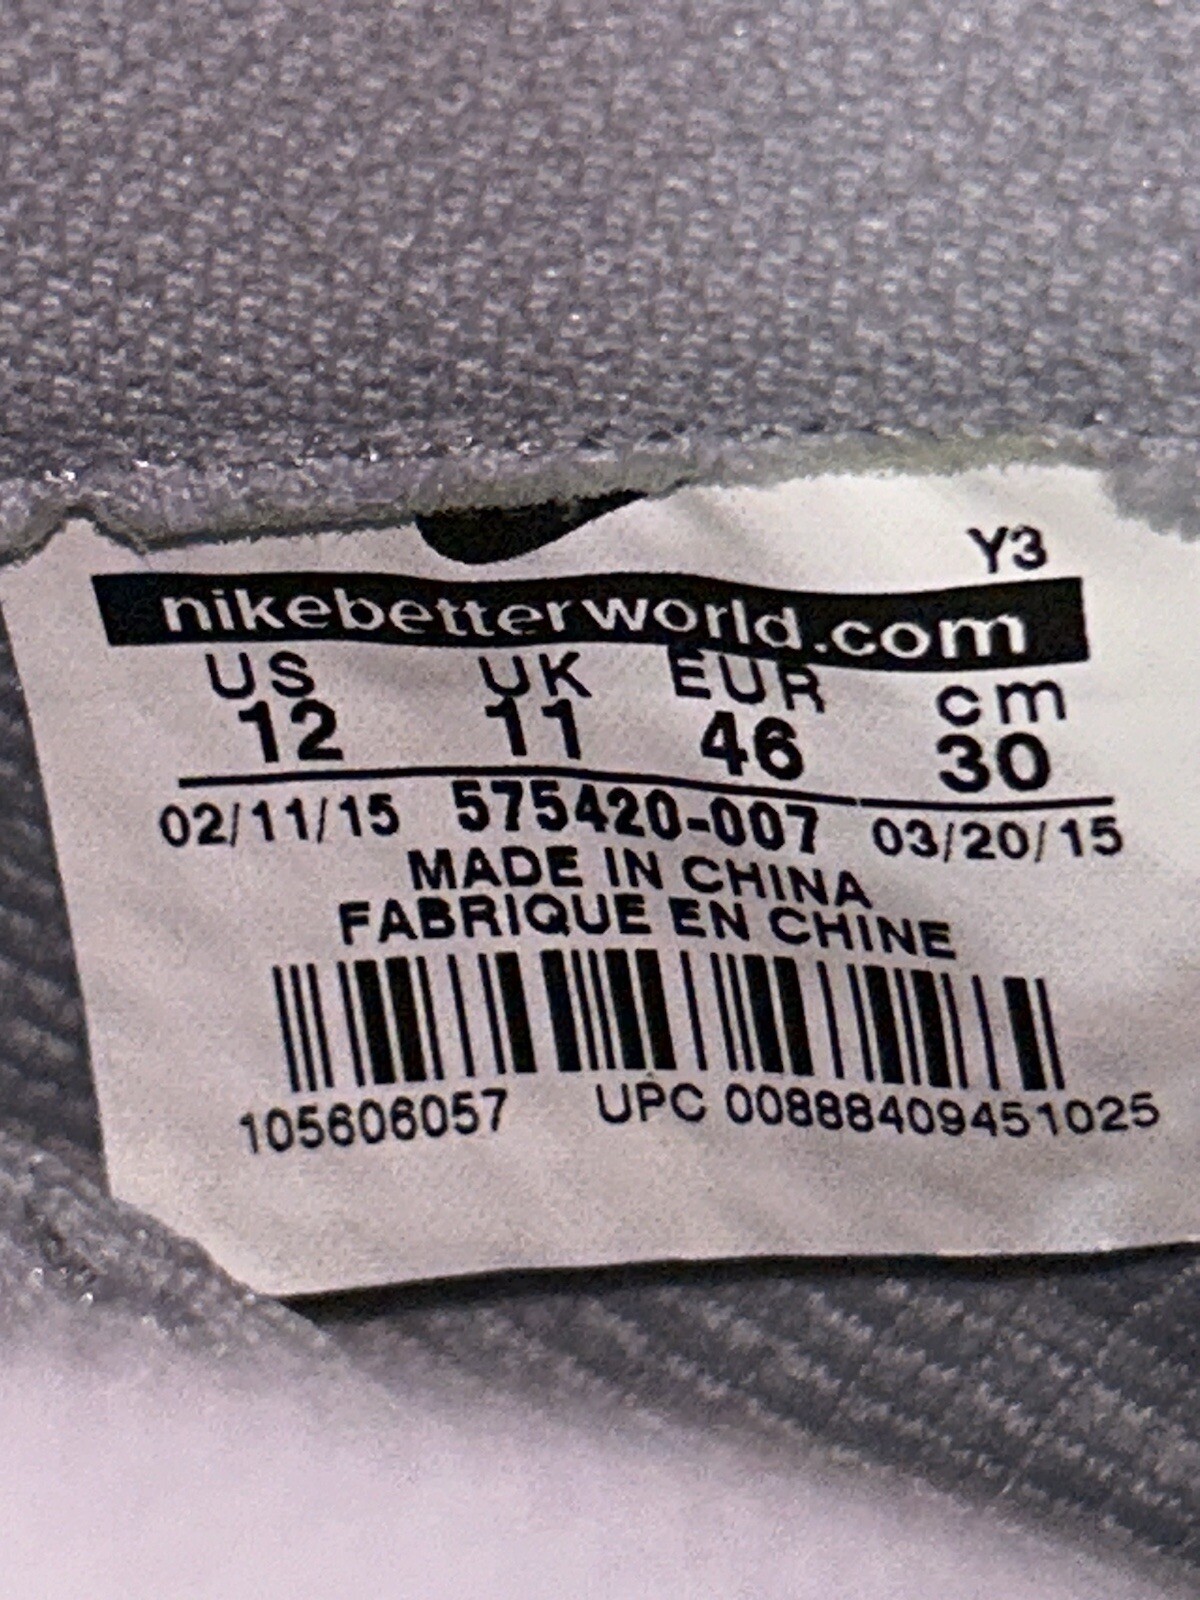 Y3
nikebetterworld.com
US UK EUR cm
12 11 46 30
02/11/15 575420-007 03/20/15
MADE IN CHINA
FABRIQUE EN CHINE
105606057 UPC 00888409451025